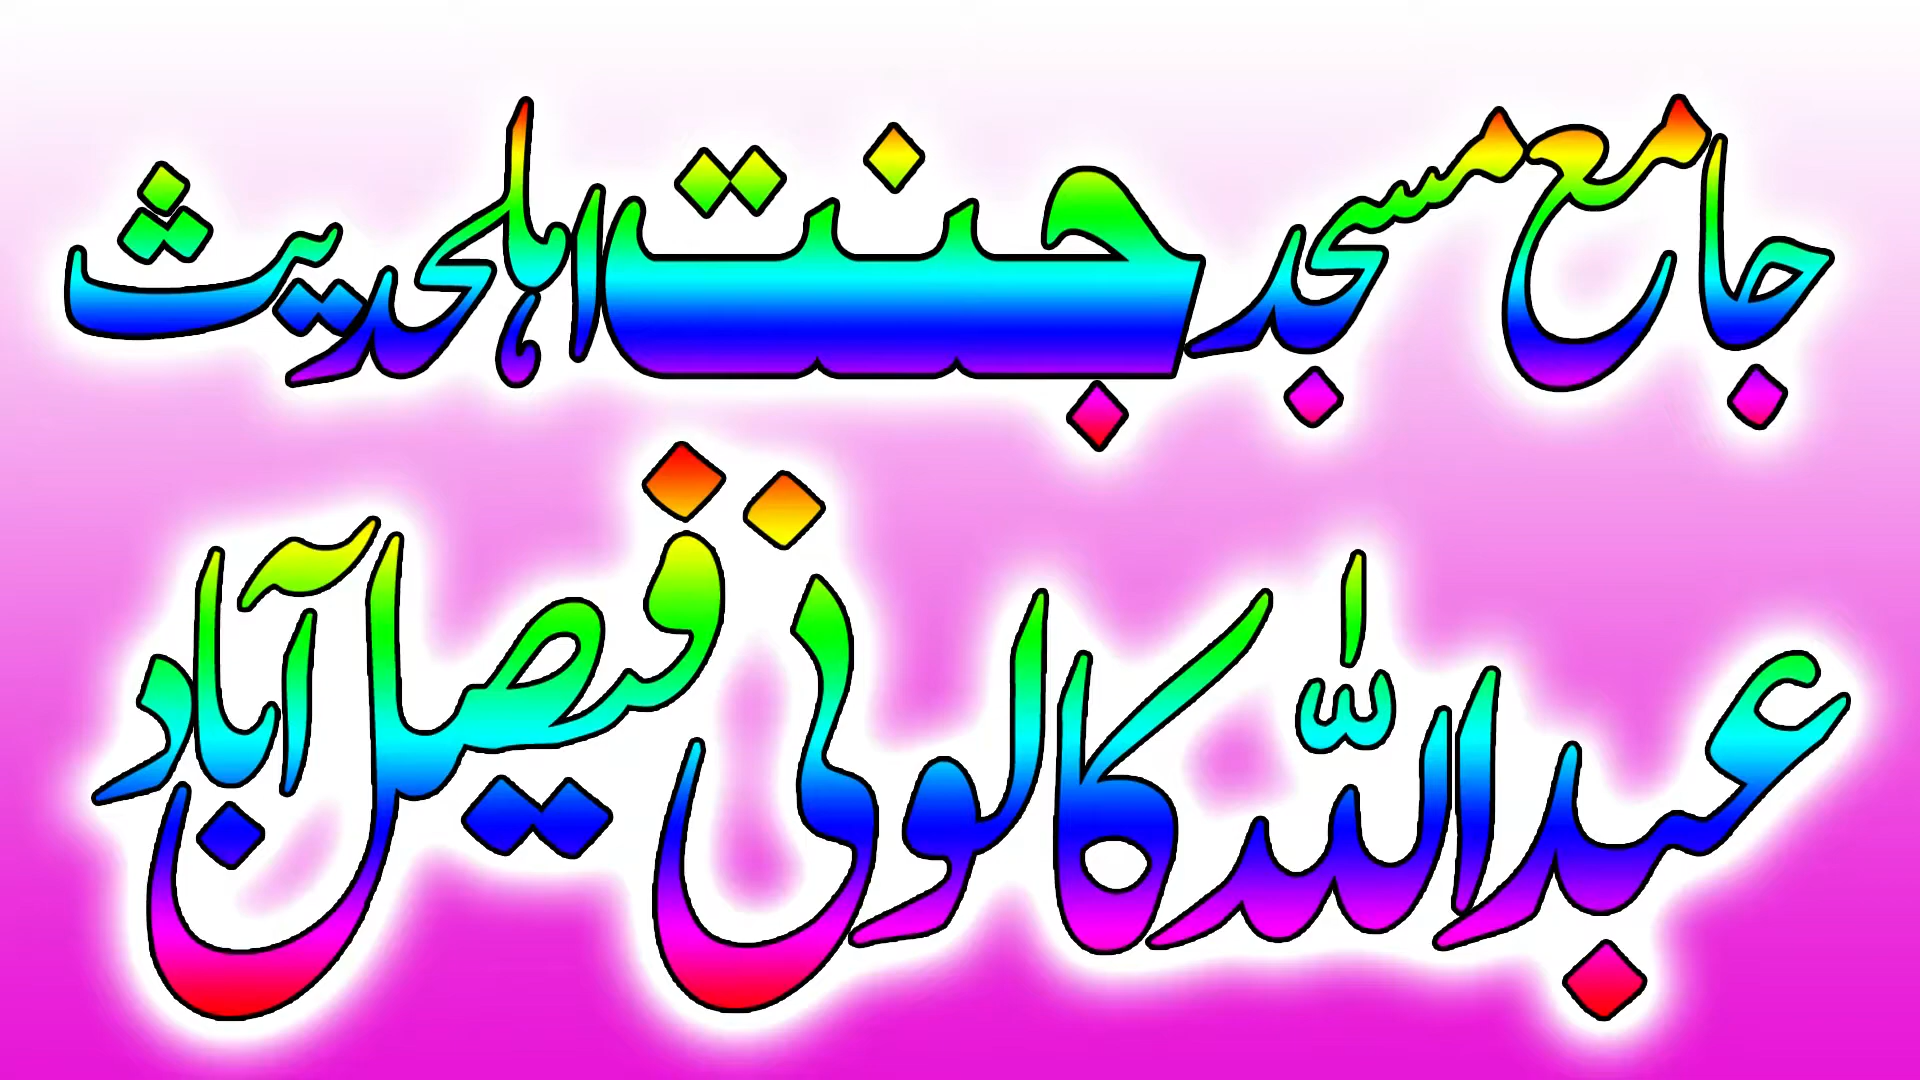 جامع مسجد جنت اہلحدیث
عبداللہ کالونی فیصل آباد